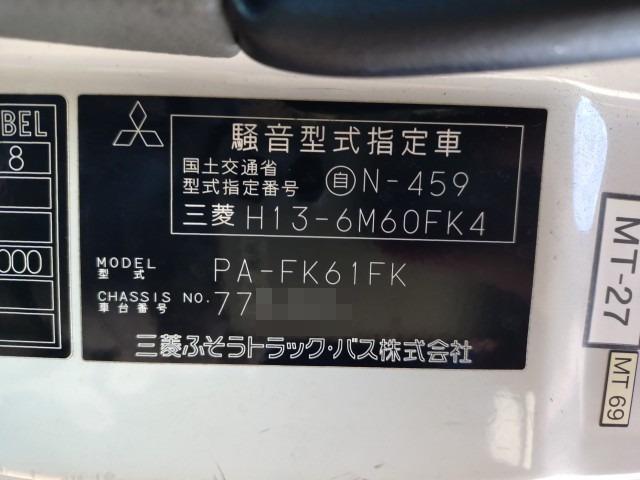 BEL
8
000
騒音型式指定車
国土交通省
型式指定番号 自N-459
三菱 H13-6M60FK4
MODEL
型式 PA-FK61FK
CHASSIS NO.
車台番号 77
三菱ふそうトラック・バス株式会社
MT-27
MT 69